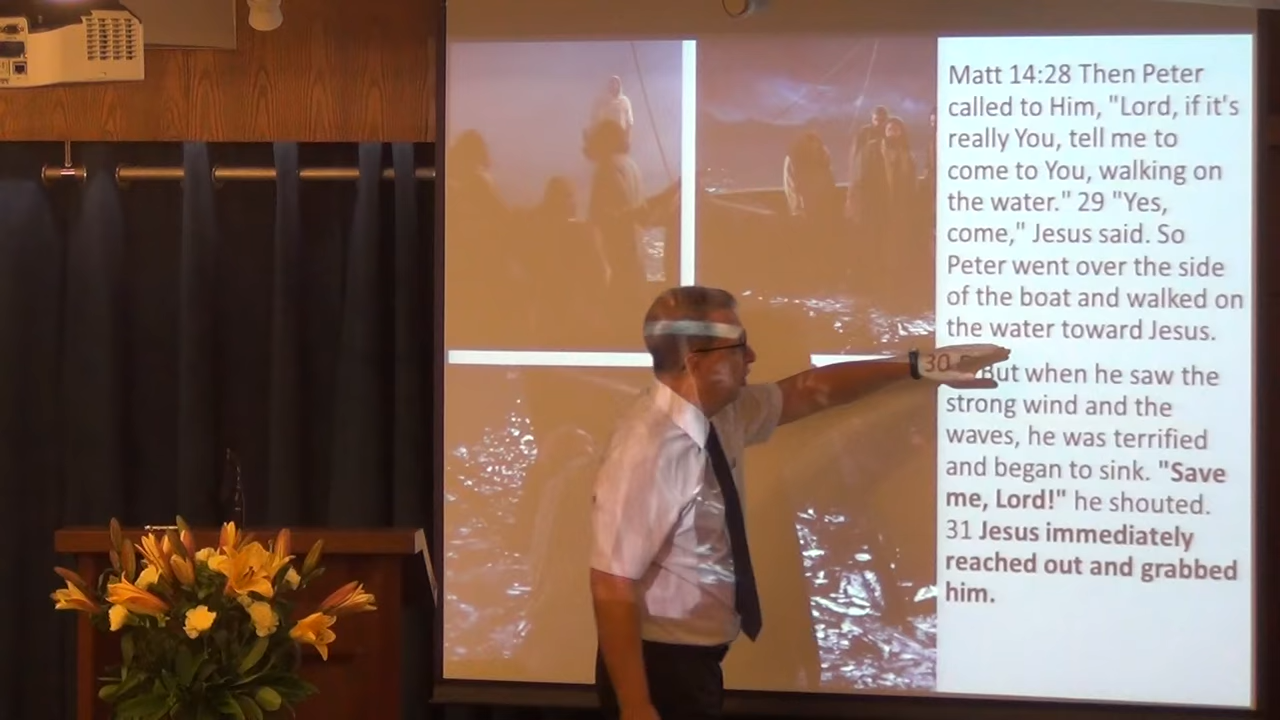 Matt 14:28 Then Peter
called to Him, "Lord, if it's
really You, tell me to
come to You, walking on
the water." 29 "Yes,
come," Jesus said. So
Peter went over the side
of the boat and walked on
the water toward Jesus.
30 But when he saw the
strong wind and the
waves, he was terrified
and began to sink. "Save
me, Lord!" he shouted.
31 Jesus immediately
reached out and grabbed
him.